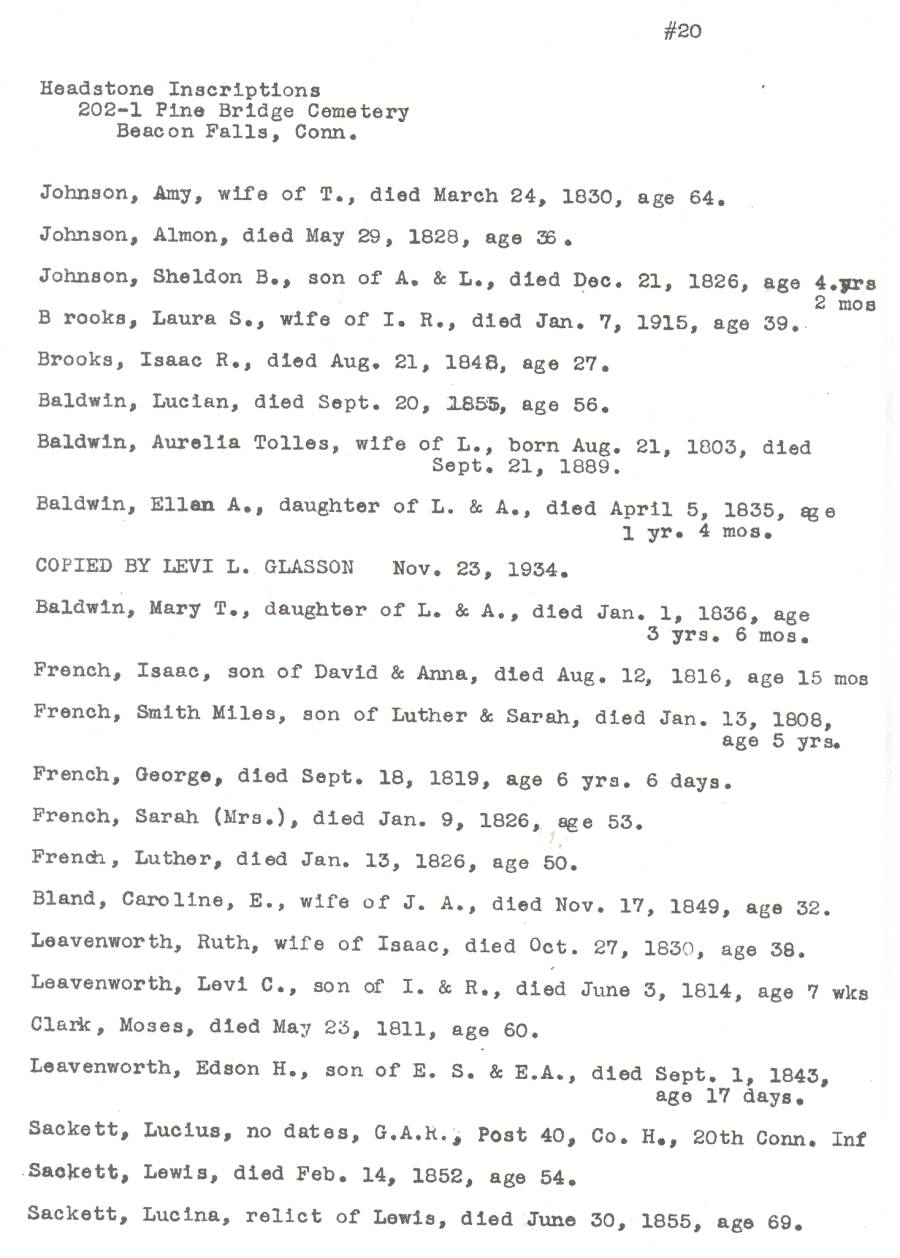 #20
Headstone Inscriptions
202-1 Pine Bridge Cemetery
Beacon Falls, Conn.
Johnson, Amy, wife of T., died March 24, 1830, age 64.
Johnson, Almon, died May 29, 1828, age 36.
Johnson, Sheldon B., son of A. & L., died Dec. 21, 1826, age 4.yrs
2 mos
B rooks, Laura S., wife of I. R., died Jan. 7, 1915, age 39.
Brooks, Isaac R., died Aug. 21, 1848, age 27.
Baldwin, Lucian, died Sept. 20, 1855, age 56.
Baldwin, Aurelia Tolles, wife of L., born Aug. 21, 1803, died
Sept. 21, 1889.
Baldwin, Ellen A., daughter of L. & A., died April 5, 1835, age
1 yr. 4 mos.
COPIED BY LEVI L. GLASSON Nov. 23, 1934.
Baldwin, Mary T., daughter of L. & A., died Jan. 1, 1836, age
3 yrs. 6 mos.
French, Isaac, son of David & Anna, died Aug. 12, 1816, age 15 mos
French, Smith Miles, son of Luther & Sarah, died Jan. 13, 1808,
age 5 yrs.
French, George, died Sept. 18, 1819, age 6 yrs. 6 days.
French, Sarah (Mrs.), died Jan. 9, 1826, age 53.
French, Luther, died Jan. 13, 1826, age 50.
Bland, Caroline, E., wife of J. A., died Nov. 17, 1849, age 32.
Leavenworth, Ruth, wife of Isaac, died Oct. 27, 1830, age 38.
Leavenworth, Levi C., son of I. & R., died June 3, 1814, age 7 wks
Clark, Moses, died May 23, 1811, age 60.
Leavenworth, Edson H., son of E. S. & E.A., died Sept. 1, 1843,
age 17 days.
Sackett, Lucius, no dates, G.A.R., Post 40, Co. H., 20th Conn. Inf
Sackett, Lewis, died Feb. 14, 1852, age 54.
Sackett, Lucina, relict of Lewis, died June 30, 1855, age 69.